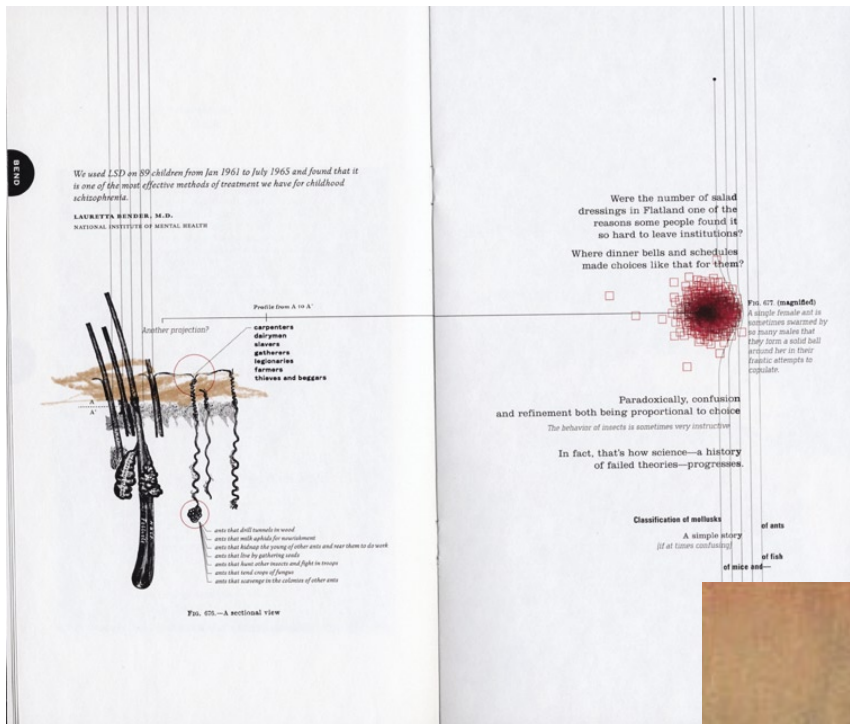 BEND
We used LSD on 89 children from Jan 1961 to July 1965 and found that it
is one of the most effective methods of treatment we have for childhood
schizophrenia.
LAURETTA BENDER, M.D.
NATIONAL INSTITUTE OF MENTAL HEALTH
Profile from A to A'
Another projection?
carpenters
dairymen
slavers
gatherers
legionaries
farmers
thieves and beggars
A
A'
ants that drill tunnels in wood
ants that milk aphids for nourishment
ants that kidnap the young of other ants and rear them to do work
ants that live by gathering seeds
ants that hunt other insects and fight in troops
ants that tend crops of fungus
ants that scavenge in the colonies of other ants
FIG. 676.—A sectional view
Were the number of salad
dressings in Flatland one of the
reasons some people found it
so hard to leave institutions?
Where dinner bells and schedules
made choices like that for them?
FIG. 677. (magnified)
A single female ant is
sometimes swarmed by
so many males that
they form a solid ball
around her in their
frantic attempts to
copulate.
Paradoxically, confusion
and refinement both being proportional to choice
The behavior of insects is sometimes very instructive
In fact, that's how science—a history
of failed theories—progresses.
Classification of mollusks
of ants
A simple story
[if at times confusing]
of fish
of mice and—